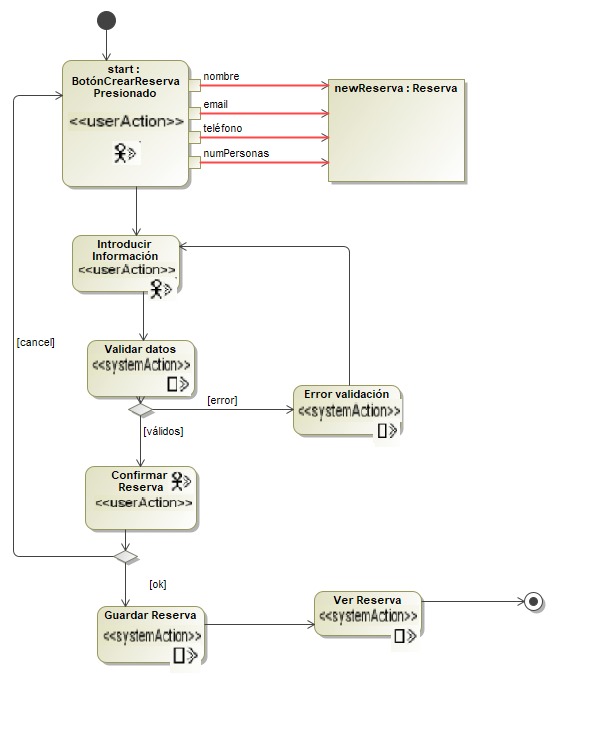 start :
BotónCrearReserva
Presionado
<<userAction>>
nombre
email
teléfono
numPersonas
newReserva : Reserva
Introducir
Información
<<userAction>>
[cancel]
Validar datos
<<systemAction>>
[error]
Error validación
<<systemAction>>
[válidos]
Confirmar
Reserva
<<userAction>>
[ok]
Guardar Reserva
<<systemAction>>
Ver Reserva
<<systemAction>>